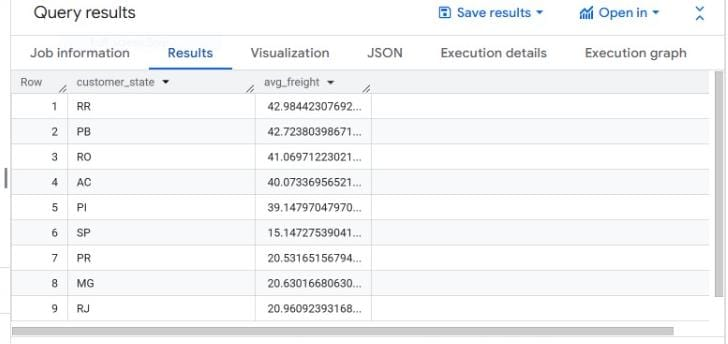 Query results Save results Open in
Job information Results Visualization JSON Execution details Execution graph
Row customer_state avg_freight
1 RR 42.98442307692...
2 PB 42.72380398671...
3 RO 41.06971223021...
4 AC 40.07336956521...
5 PI 39.14797047970...
6 SP 15.14727539041...
7 PR 20.53165156794...
8 MG 20.63016680630...
9 RJ 20.96092393168...